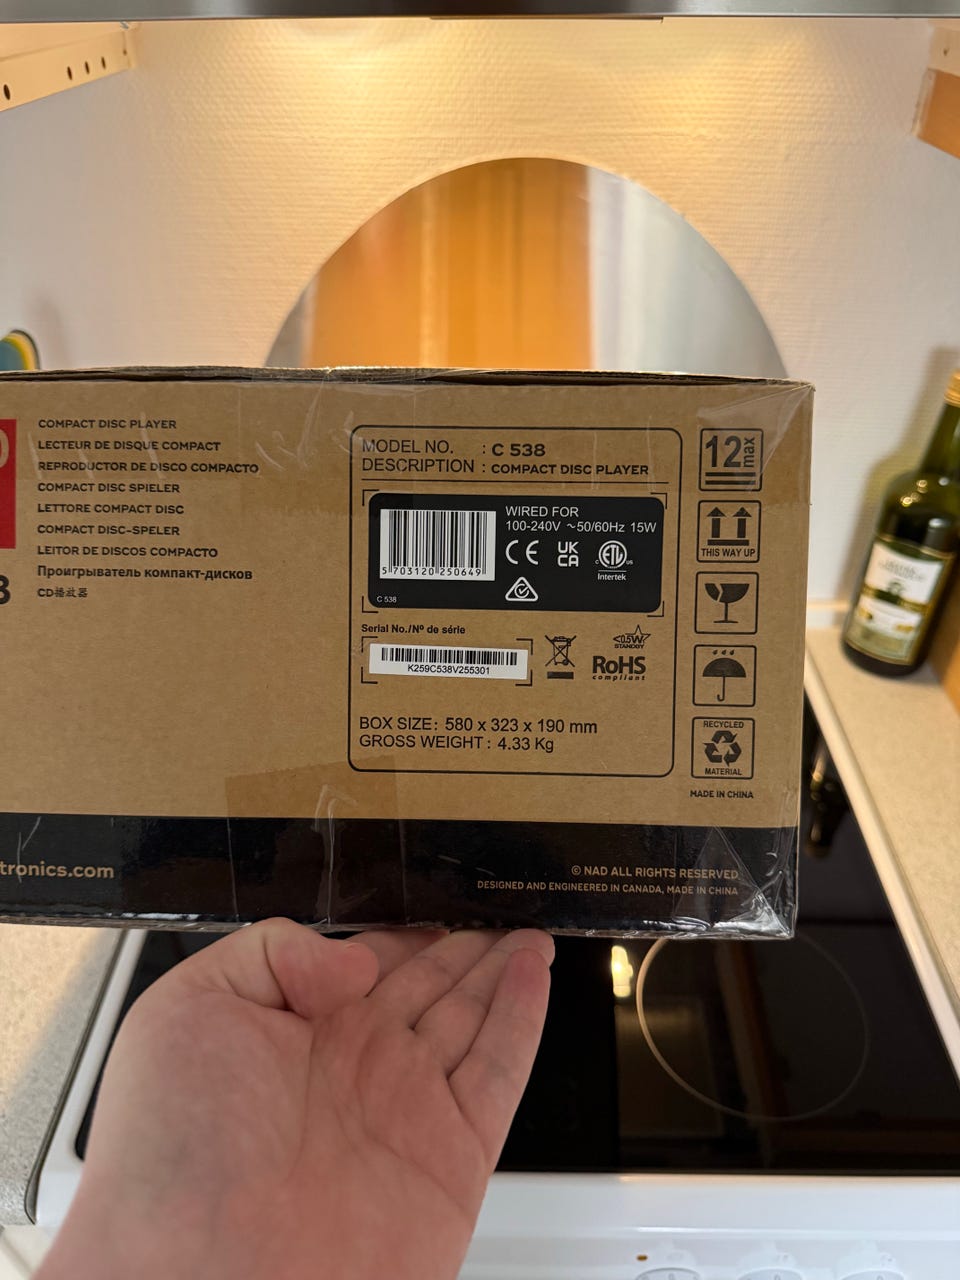 COMPACT DISC PLAYER
LECTEUR DE DISQUE COMPACT
REPRODUCTOR DE DISCO COMPACTO
COMPACT DISC SPIELER
LETTORE COMPACT DISC
COMPACT DISC-SPELER
LEITOR DE DISCOS COMPACTO
Проигрыватель компакт-дисков
CD播放器
8
MODEL NO. : C 538
DESCRIPTION : COMPACT DISC PLAYER
WIRED FOR
100-240V ~50/60Hz 15W
5 703120 250649
CE UK CA c ETL us
Intertek
C 538
Serial No./Nº de série
K259C538V255301
<0.5W
STANDBY
RoHS
compliant
BOX SIZE : 580 x 323 x 190 mm
GROSS WEIGHT : 4.33 Kg
12 max
THIS WAY UP
RECYCLED
MATERIAL
MADE IN CHINA
tronics.com
© NAD ALL RIGHTS RESERVED
DESIGNED AND ENGINEERED IN CANADA, MADE IN CHINA